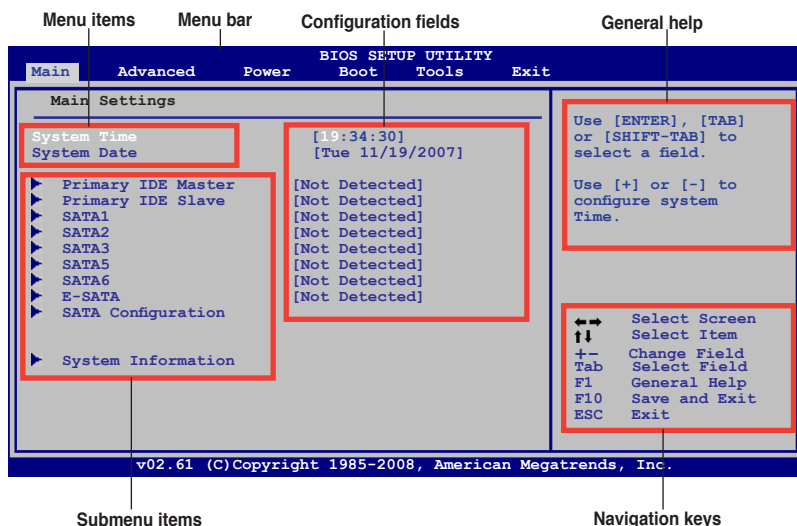 Menu items Menu bar Configuration fields General help
BIOS SETUP UTILITY
Main Advanced Power Boot Tools Exit
Main Settings
System Time [19:34:30]
System Date [Tue 11/19/2007]
Primary IDE Master [Not Detected]
Primary IDE Slave [Not Detected]
SATA1 [Not Detected]
SATA2 [Not Detected]
SATA3 [Not Detected]
SATA5 [Not Detected]
SATA6 [Not Detected]
E-SATA [Not Detected]
SATA Configuration
System Information
Use [ENTER], [TAB]
or [SHIFT-TAB] to
select a field.
Use [+] or [-] to
configure system
Time.
←→ Select Screen
↑↓ Select Item
+- Change Field
Tab Select Field
F1 General Help
F10 Save and Exit
ESC Exit
v02.61 (C)Copyright 1985-2008, American Megatrends, Inc.
Submenu items Navigation keys